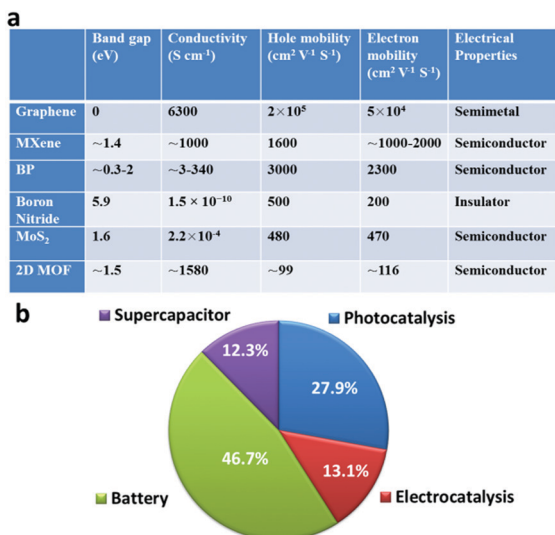 a
Band gap (eV) Conductivity (S cm⁻¹) Hole mobility (cm² V⁻¹ S⁻¹) Electron mobility (cm² V⁻¹ S⁻¹) Electrical Properties
Graphene 0 6300 2×10⁵ 5×10⁴ Semimetal
MXene ~1.4 ~1000 1600 ~1000-2000 Semiconductor
BP ~0.3-2 ~3-340 3000 2300 Semiconductor
Boron Nitride 5.9 1.5 × 10⁻¹⁰ 500 200 Insulator
MoS₂ 1.6 2.2×10⁻⁴ 480 470 Semiconductor
2D MOF ~1.5 ~1580 ~99 ~116 Semiconductor
b
Supercapacitor
Photocatalysis
12.3%
27.9%
46.7%
13.1%
Battery
Electrocatalysis